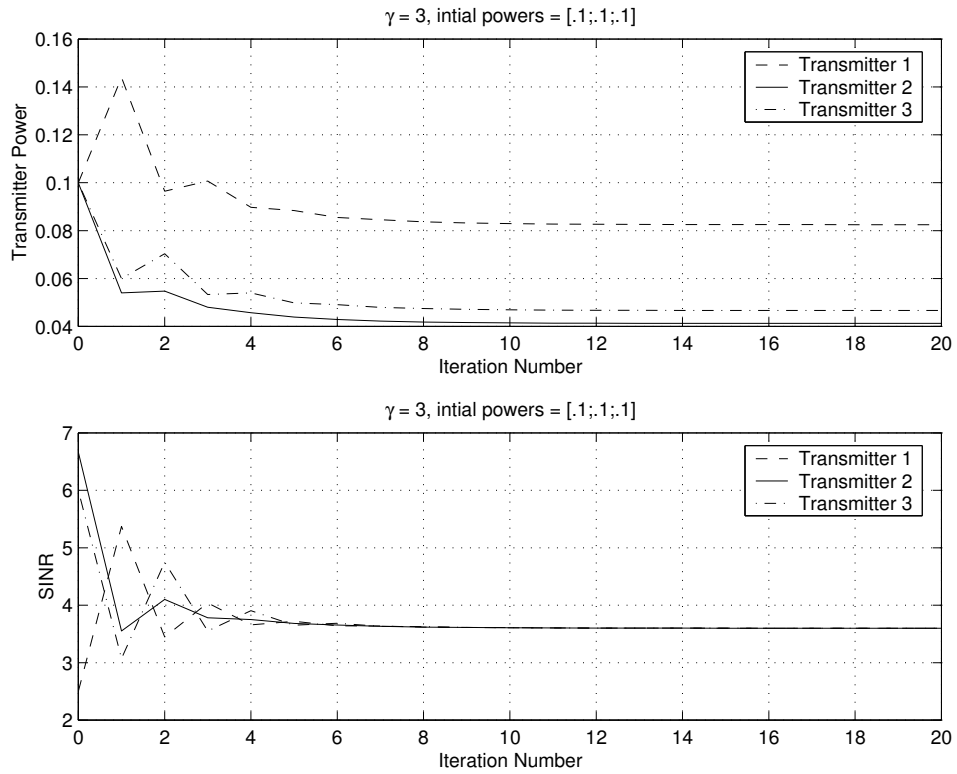 γ = 3, intial powers = [.1;.1;.1]
0.16
0.14
0.12
0.1
0.08
0.06
0.04
Transmitter Power
Transmitter 1
Transmitter 2
Transmitter 3
0 2 4 6 8 10 12 14 16 18 20
Iteration Number
γ = 3, intial powers = [.1;.1;.1]
7
6
5
4
3
2
SINR
Transmitter 1
Transmitter 2
Transmitter 3
0 2 4 6 8 10 12 14 16 18 20
Iteration Number